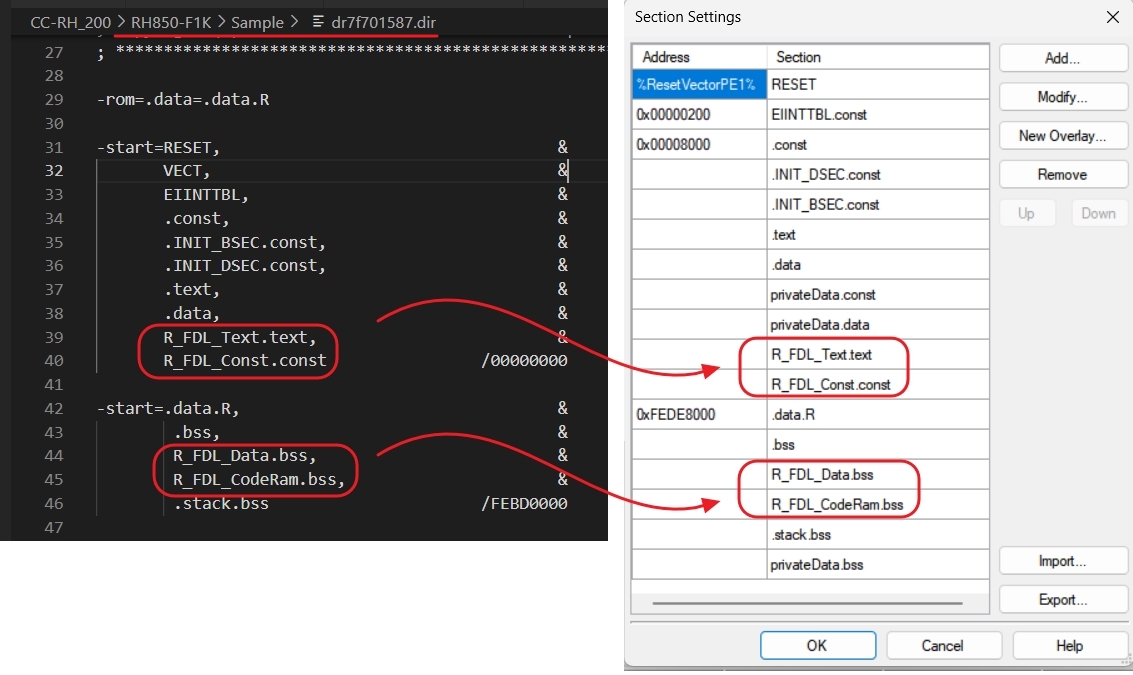 CC-RH_200 > RH850-F1K > Sample > dr7f701587.dir
27 ; ****************************************************
28
29 -rom=.data=.data.R
30
31 -start=RESET, &
32 VECT, &
33 EIINTTBL, &
34 .const, &
35 .INIT_BSEC.const, &
36 .INIT_DSEC.const, &
37 .text, &
38 .data, &
39 R_FDL_Text.text, &
40 R_FDL_Const.const /00000000
41
42 -start=.data.R, &
43 .bss, &
44 R_FDL_Data.bss, &
45 R_FDL_CodeRam.bss, &
46 .stack.bss /FEBD0000
47
Section Settings
Address Section
%ResetVectorPE1% RESET
0x00000200 EIINTTBL.const
0x00008000 .const
.INIT_DSEC.const
.INIT_BSEC.const
.text
.data
privateData.const
privateData.data
R_FDL_Text.text
R_FDL_Const.const
0xFEDE8000 .data.R
.bss
R_FDL_Data.bss
R_FDL_CodeRam.bss
.stack.bss
privateData.bss
Add...
Modify...
New Overlay...
Remove
Up Down
Import...
Export...
OK Cancel Help